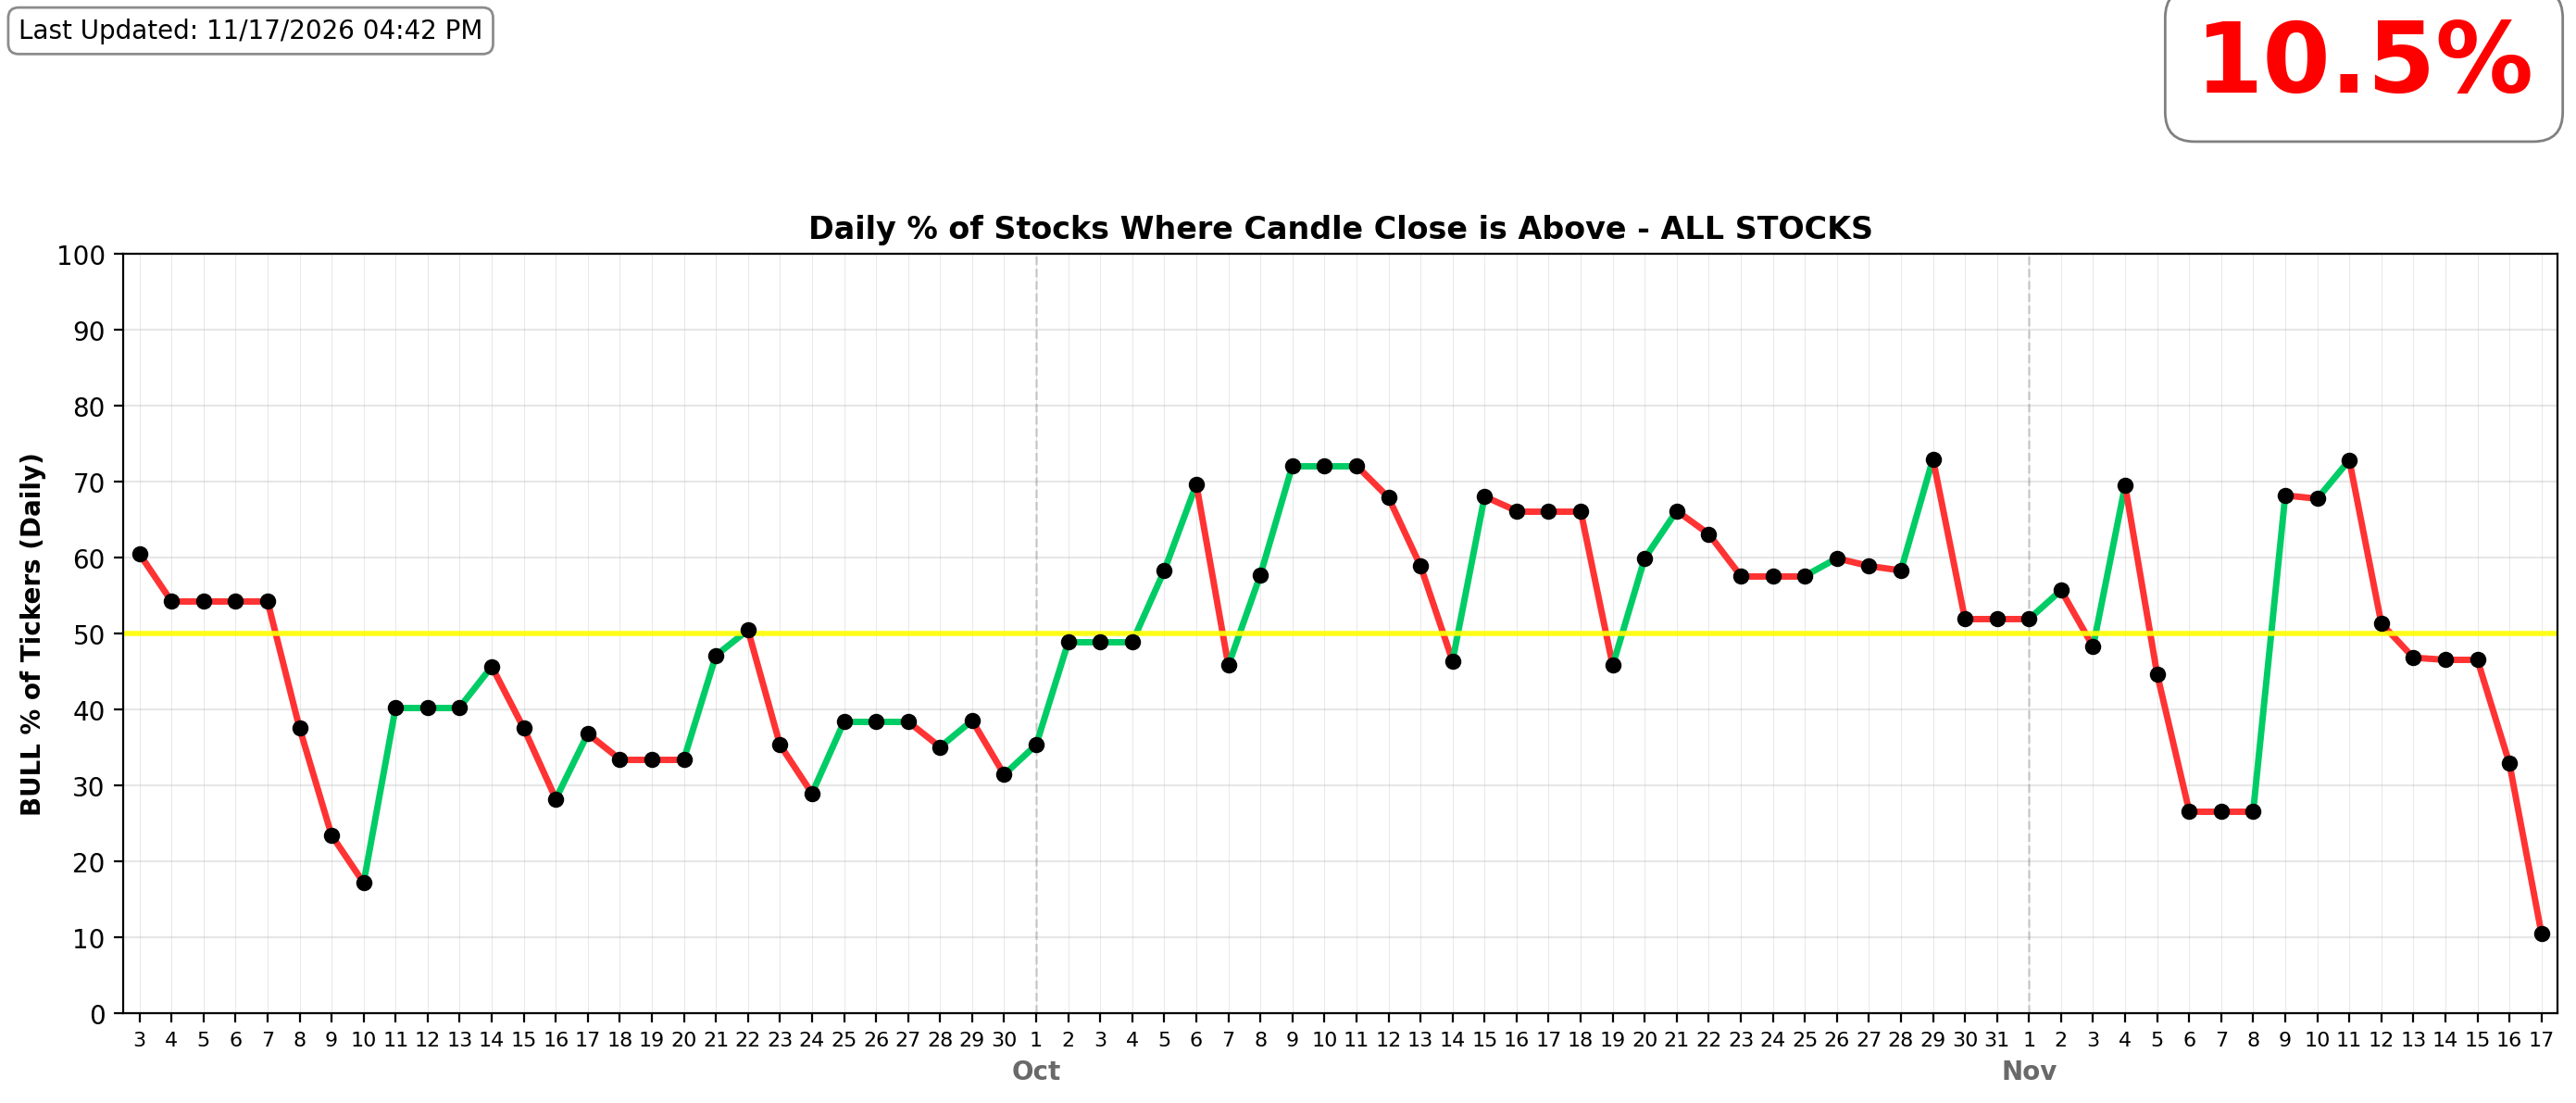 Last Updated: 11/17/2026 04:42 PM
10.5%
Daily % of Stocks Where Candle Close is Above - ALL STOCKS
BULL % of Tickers (Daily)
100
90
80
70
60
50
40
30
20
10
0
3 4 5 6 7 8 9 10 11 12 13 14 15 16 17 18 19 20 21 22 23 24 25 26 27 28 29 30 1 2 3 4 5 6 7 8 9 10 11 12 13 14 15 16 17 18 19 20 21 22 23 24 25 26 27 28 29 30 31 1 2 3 4 5 6 7 8 9 10 11 12 13 14 15 16 17
Oct Nov